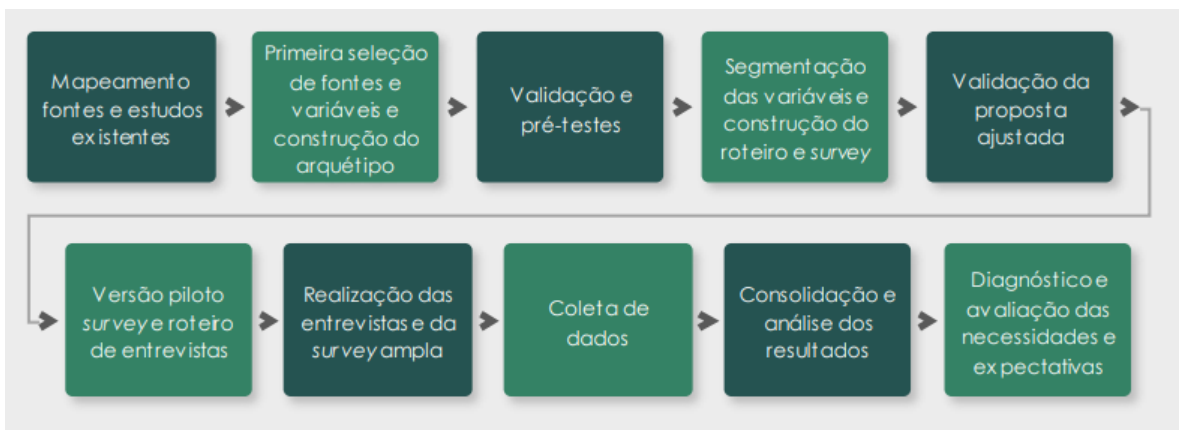 Mapeamento
fontes e estudos
existentes
Primeira seleção
de fontes e
variáveis e
construção do
arquétipo
Validação e
pré-testes
Segmentação
das variáveis e
construção do
roteiro e survey
Validação da
proposta
ajustada
Versão piloto
survey e roteiro
de entrevistas
Realização das
entrevistas e da
survey ampla
Coleta de
dados
Consolidação e
análise dos
resultados
Diagnóstico e
avaliação das
necessidades e
expectativas